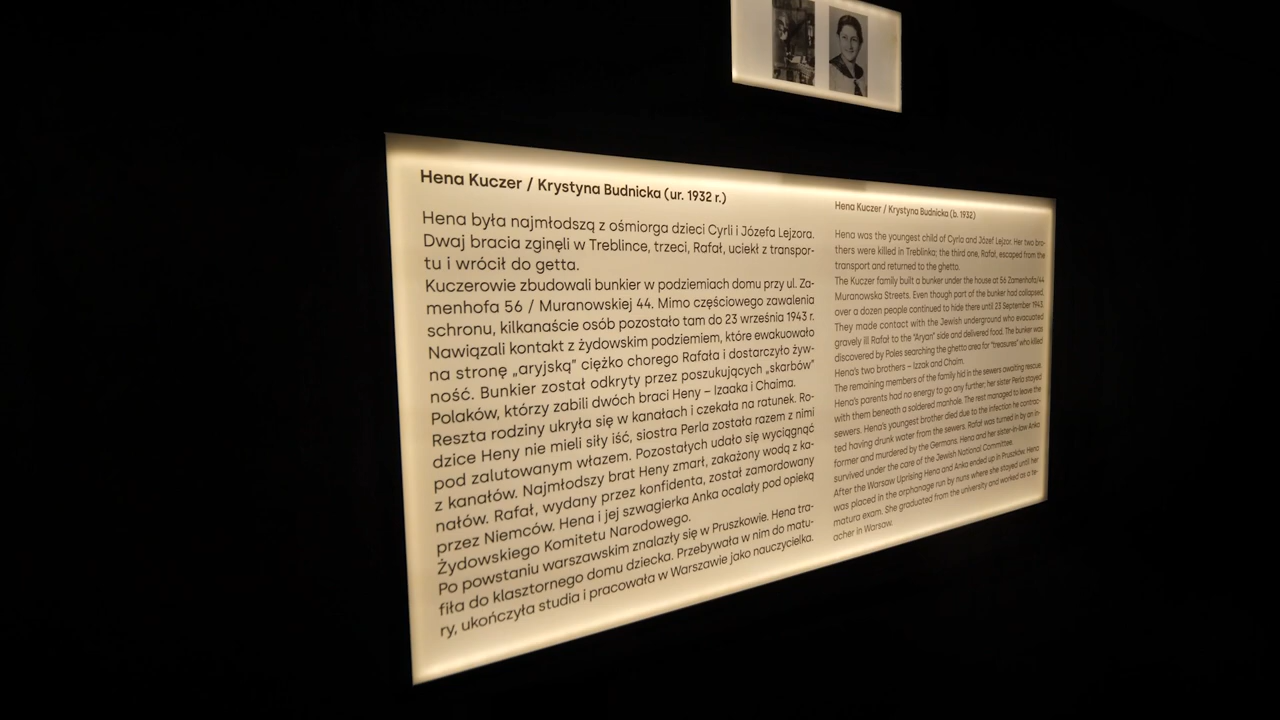 Hena Kuczer / Krystyna Budnicka (ur. 1932 r.)
Hena była najmłodszą z ośmiorga dzieci Cyrli i Józefa Lejzora.
Dwaj bracia zginęli w Treblince, trzeci, Rafał, uciekł z transpor-
tu i wrócił do getta.
Kuczerowie zbudowali bunkier w podziemiach domu przy ul. Za-
menhofa 56 / Muranowskiej 44. Mimo częściowego zawalenia
schronu, kilkanaście osób pozostało tam do 23 września 1943 r.
Nawiązali kontakt z żydowskim podziemiem, które ewakuowało
na stronę „aryjską” ciężko chorego Rafała i dostarczyło żyw-
ność. Bunkier został odkryty przez poszukujących „skarbów”
Polaków, którzy zabili dwóch braci Heny – Izaaka i Chaima.
Reszta rodziny ukryła się w kanałach i czekała na ratunek. Ro-
dzice Heny nie mieli siły iść, siostra Perla została razem z nimi
pod zalutowanym włazem. Pozostałych udało się wyciągnąć
z kanałów. Najmłodszy brat Heny zmarł, zakażony wodą z ka-
nałów. Rafał, wydany przez konfidenta, został zamordowany
przez Niemców. Hena i jej szwagierka Anka ocalały pod opieką
Żydowskiego Komitetu Narodowego.
Po powstaniu warszawskim znalazły się w Pruszkowie. Hena tra-
fiła do klasztornego domu dziecka. Przebywała w nim do matu-
ry, ukończyła studia i pracowała w Warszawie jako nauczycielka.
Hena Kuczer / Krystyna Budnicka (b. 1932)
Hena was the youngest child of Cyrla and Józef Lejzor. Her two bro-
thers were killed in Treblinka; the third one, Rafał, escaped from the
transport and returned to the ghetto.
The Kuczer family built a bunker under the house at 56 Zamenhofa/44
Muranowska Streets. Even though part of the bunker had collapsed,
over a dozen people continued to hide there until 23 September 1943.
They made contact with the Jewish underground who evacuated
gravely ill Rafał to the “Aryan” side and delivered food. The bunker was
discovered by Poles searching the ghetto area for “treasures” who killed
Hena's two brothers – Izzak and Chaim.
The remaining members of the family hid in the sewers awaiting rescue.
Hena's parents had no energy to go any further; her sister Perla stayed
with them beneath a soldered manhole. The rest managed to leave the
sewers. Hena's youngest brother died due to the infection he contrac-
ted having drunk water from the sewers. Rafał was turned in by an in-
former and murdered by the Germans. Hena and her sister-in-law Anka
survived under the care of the Jewish National Committee.
After the Warsaw Uprising Hena and Anka ended up in Pruszków. Hena
was placed in the orphanage run by nuns where she stayed until her
matura exam. She graduated from the university and worked as a te-
acher in Warsaw.